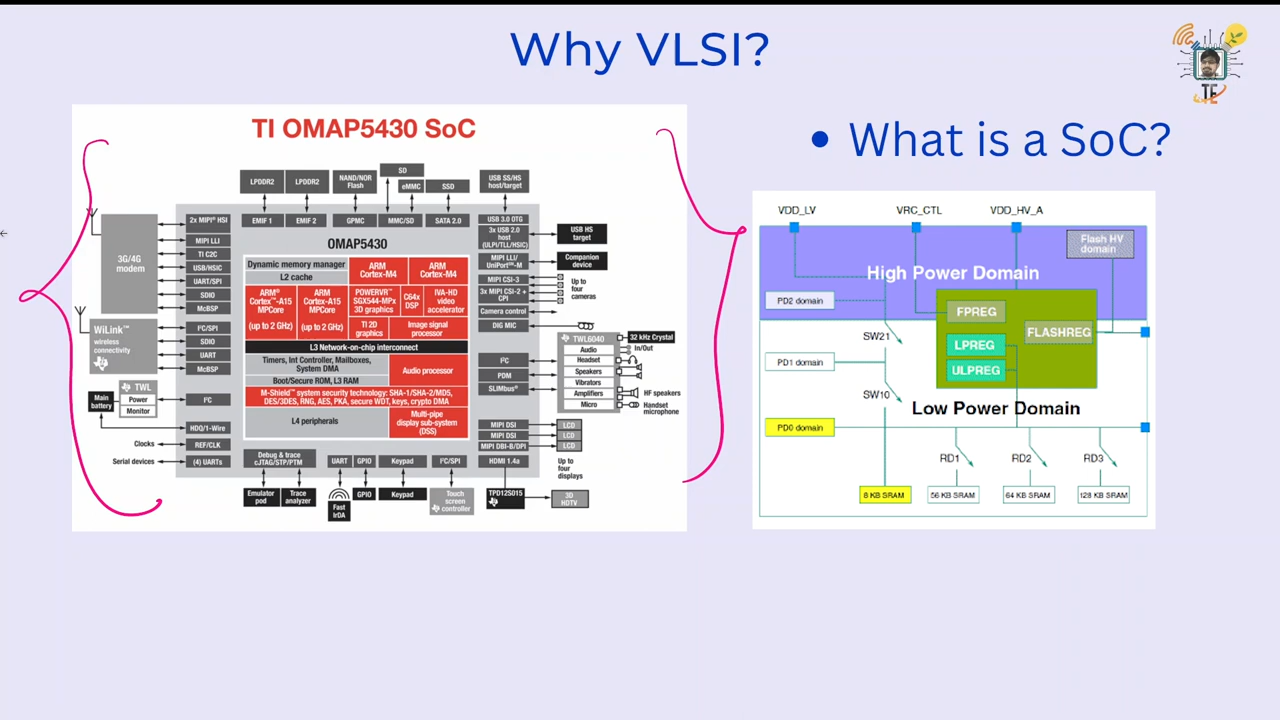 Why VLSI?
TE
TI OMAP5430 SoC
• What is a SoC?
LPDDR2
LPDDR2
NAND/NOR
Flash
SD
eMMC
SSD
USB SS/HS
host/target
EMIF 1
EMIF 2
GPMC
MMC/SD
SATA 2.0
USB 3.0 OTG
3G/4G
modem
2x MIPI® HSI
MIPI LLI
TI C2C
USB/HSIC
UART/SPI
SDIO
McBSP
WiLink™
wireless
connectivity
I²C/SPI
SDIO
UART
McBSP
Main
battery
TWL
Power
Monitor
I²C
HDQ/1-Wire
Clocks
REF/CLK
Serial devices
(4) UARTs
OMAP5430
Dynamic memory manager
L2 cache
ARM
Cortex-M4
ARM
Cortex-M4
ARM®
Cortex™-A15
MPCore
(up to 2 GHz)
ARM
Cortex-A15
MPCore
(up to 2 GHz)
POWERVR™
SGX544-MPx
3D graphics
C64x
DSP
IVA-HD
video
accelerator
TI 2D
graphics
Image signal
processor
L3 Network-on-chip interconnect
Timers, Int Controller, Mailboxes,
System DMA
Boot/Secure ROM, L3 RAM
Audio processor
M-Shield™ system security technology: SHA-1/SHA-2/MD5,
DES/3DES, RNG, AES, PKA, secure WDT, keys, crypto DMA
L4 peripherals
Multi-pipe
display sub-system
(DSS)
3x USB 2.0
host
(ULPI/TLL/HSIC)
USB HS
target
MIPI LLI/
UniPort™-M
Companion
device
MIPI CSI-3
3x MIPI CSI-2 +
CPI
Up to
four
cameras
Camera control
DIG MIC
TWL6040
32 kHz Crystal
Audio
In/Out
Headset
Speakers
Vibrators
Amplifiers
HF speakers
Micro
Handset
microphone
I²C
PDM
SLIMbus®
MIPI DSI
LCD
MIPI DSI
LCD
MIPI DBI-B/DPI
LCD
HDMI 1.4a
Up to
four
displays
Debug & trace
cJTAG/STP/PTM
UART
GPIO
Keypad
I²C/SPI
Emulator
pod
Trace
analyzer
Fast
IrDA
GPIO
Keypad
Touch
screen
controller
TPD12S015
3D
HDTV
VDD_LV
VRC_CTL
VDD_HV_A
Flash HV
domain
High Power Domain
PD2 domain
FPREG
FLASHREG
SW21
LPREG
PD1 domain
ULPREG
SW10
Low Power Domain
PD0 domain
RD1
RD2
RD3
8 KB SRAM
56 KB SRAM
64 KB SRAM
128 KB SRAM